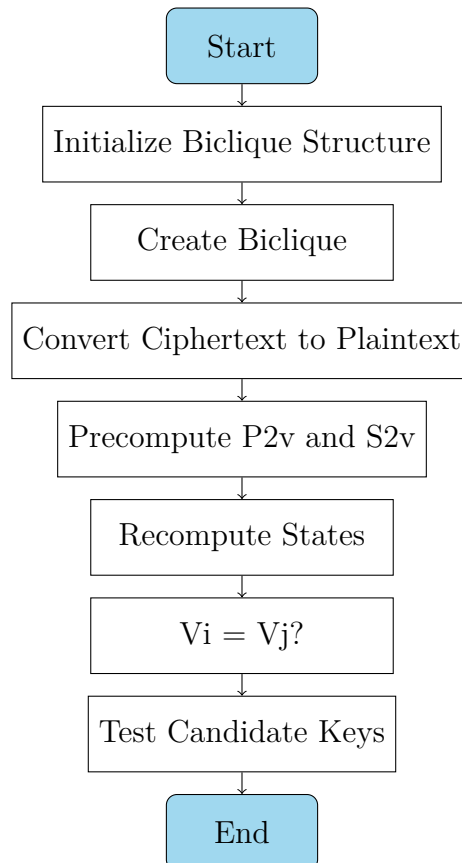 Start
Initialize Biclique Structure
Create Biclique
Convert Ciphertext to Plaintext
Precompute P2v and S2v
Recompute States
Vi = Vj?
Test Candidate Keys
End